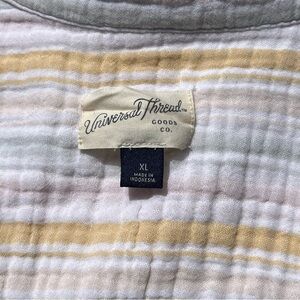 Universal Thread
GOODS
CO.
XL
MADE IN
INDONESIA